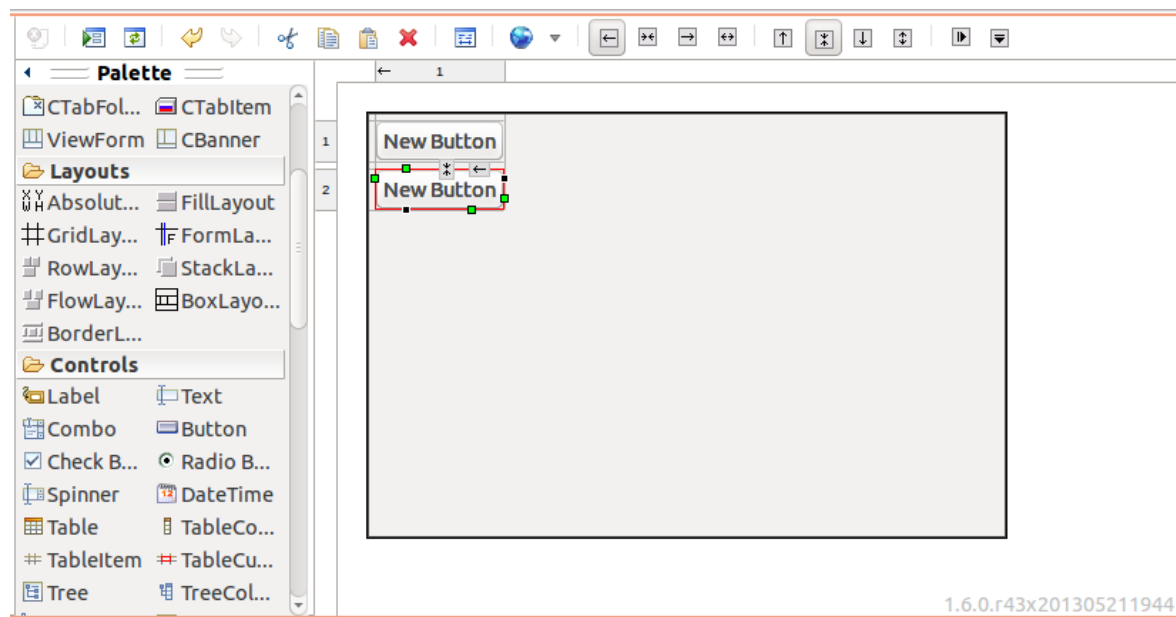 Palette
1
CTabFol... CTabItem
ViewForm CBanner
Layouts
Absolut... FillLayout
GridLay... FormLa...
RowLay... StackLa...
FlowLay... BoxLayo...
BorderL...
Controls
Label Text
Combo Button
Check B... Radio B...
Spinner DateTime
Table TableCo...
TableItem TableCu...
Tree TreeCol...
1
New Button
2
New Button
1.6.0.r43x201305211944